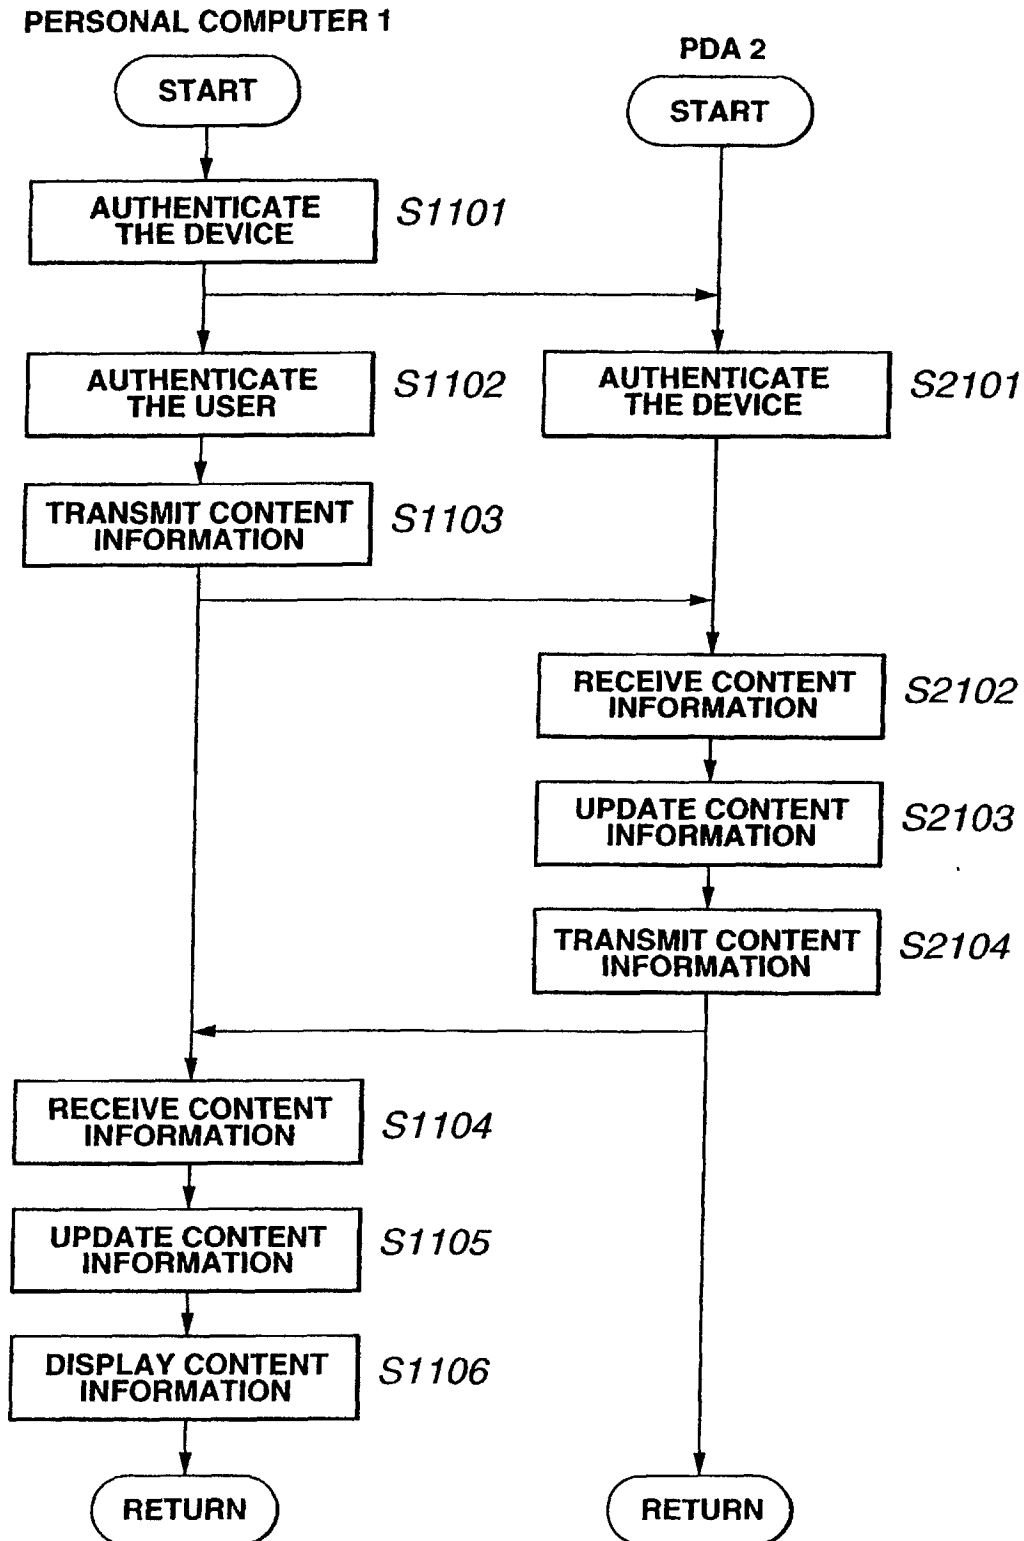 PERSONAL COMPUTER 1
START
AUTHENTICATE
THE DEVICE
S1101
AUTHENTICATE
THE USER
S1102
TRANSMIT CONTENT
INFORMATION
S1103
RECEIVE CONTENT
INFORMATION
S1104
UPDATE CONTENT
INFORMATION
S1105
DISPLAY CONTENT
INFORMATION
S1106
RETURN
PDA 2
START
AUTHENTICATE
THE DEVICE
S2101
RECEIVE CONTENT
INFORMATION
S2102
UPDATE CONTENT
INFORMATION
S2103
TRANSMIT CONTENT
INFORMATION
S2104
RETURN